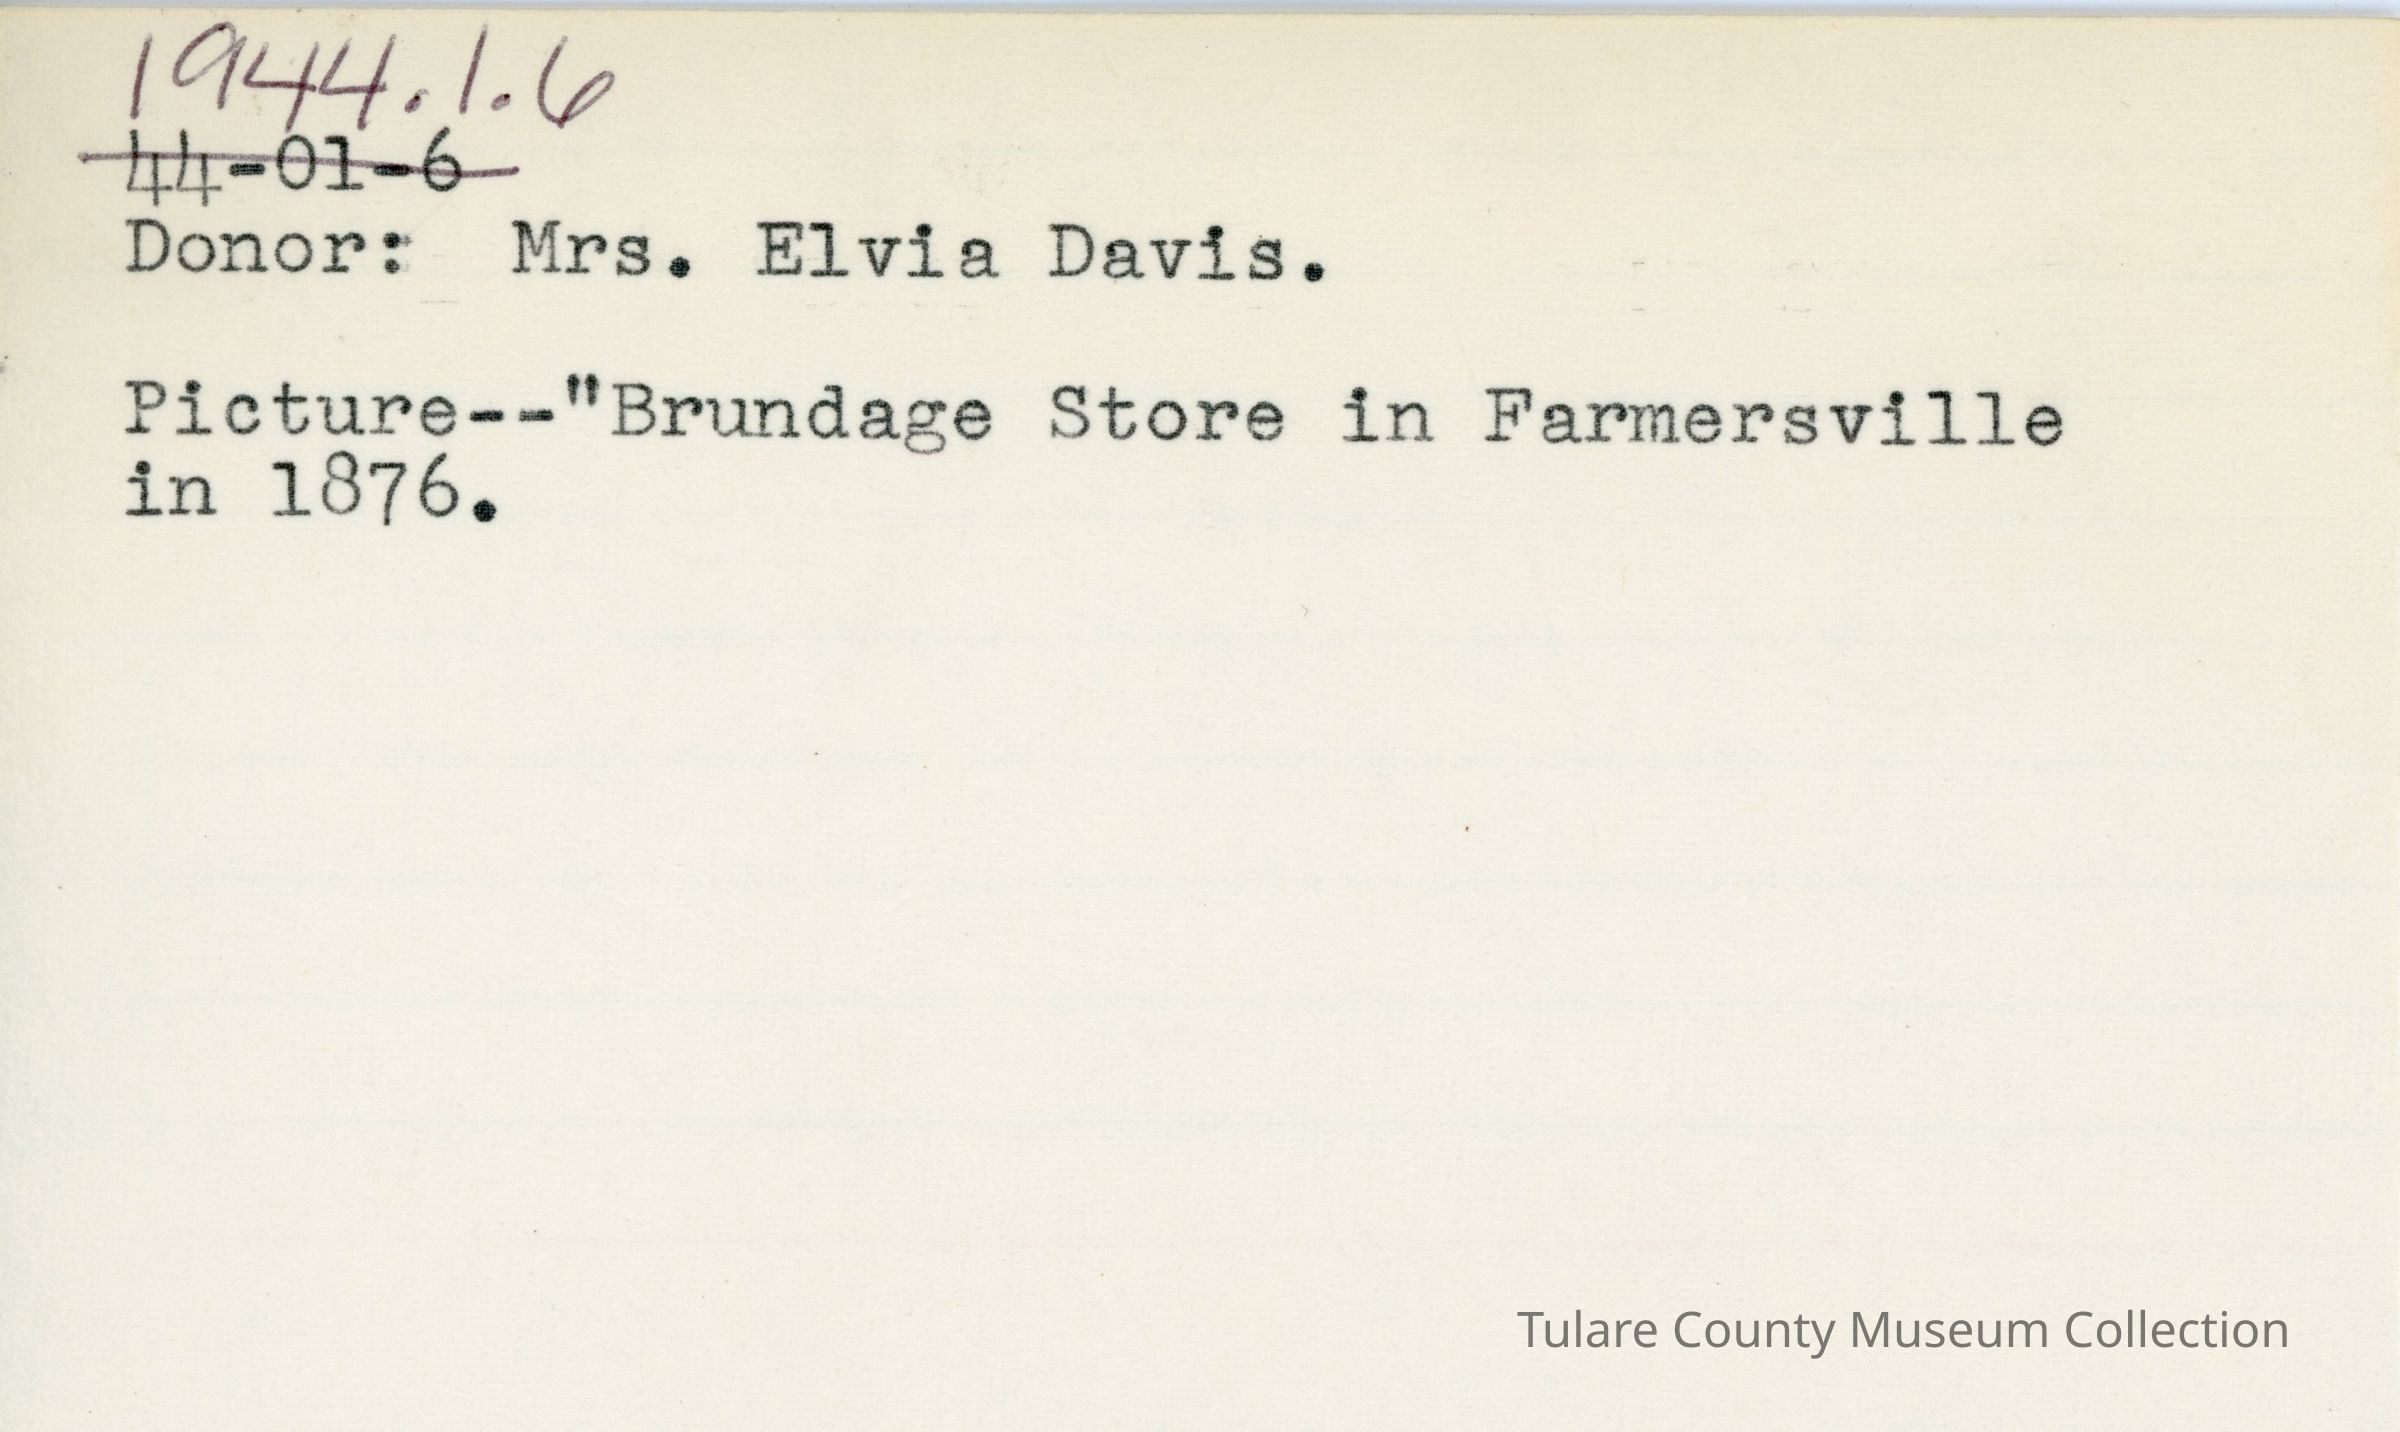 1944.1.6
44-01-6
Donor:  Mrs. Elvia Davis.
Picture--"Brundage Store in Farmersville
in 1876.
Tulare County Museum Collection